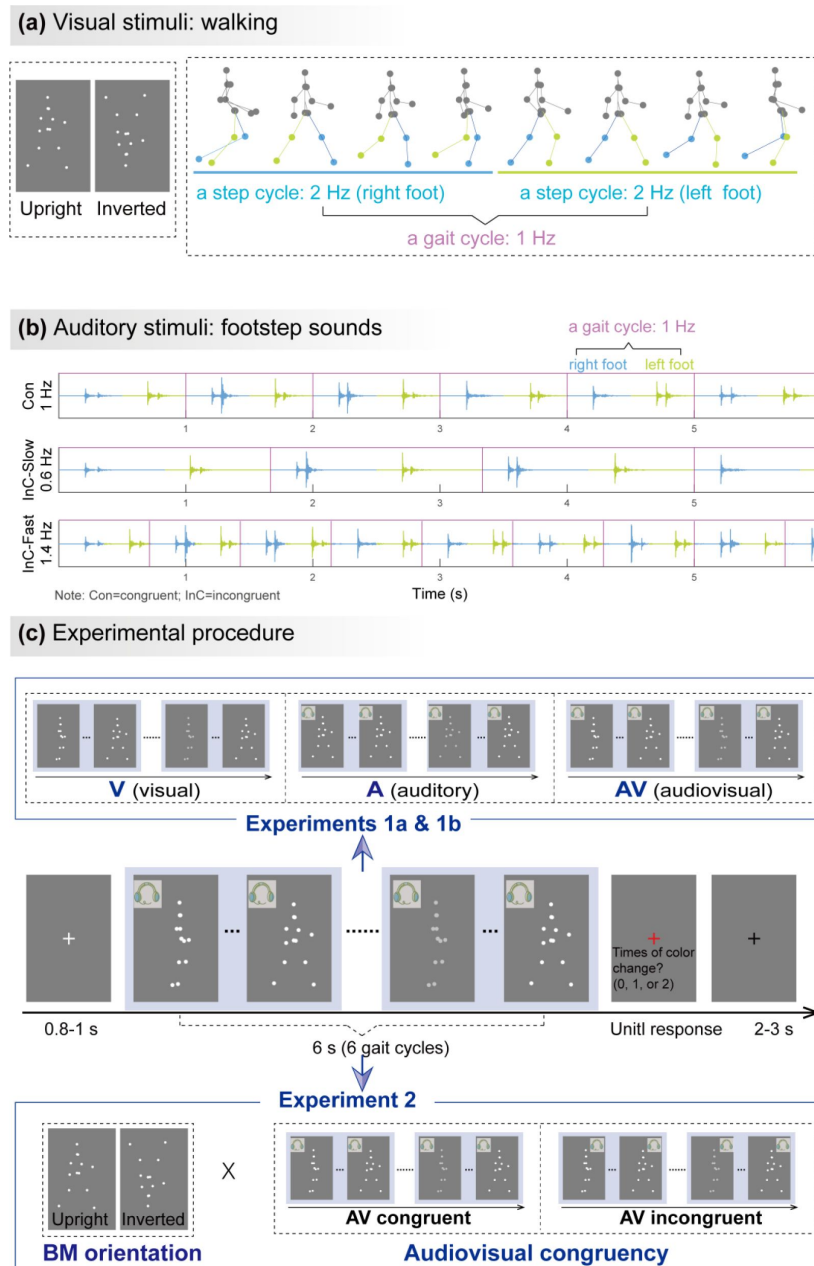 (a) Visual stimuli: walking
Upright
Inverted
a step cycle: 2 Hz (right foot)
a step cycle: 2 Hz (left foot)
a gait cycle: 1 Hz
(b) Auditory stimuli: footstep sounds
a gait cycle: 1 Hz
right foot
left foot
Con
1 Hz
1 2 3 4 5
InC-Slow
0.6 Hz
1 2 3 4 5
InC-Fast
1.4 Hz
1 2 3 4 5
Note: Con=congruent; InC=incongruent
Time (s)
(c) Experimental procedure
... ...... ...
... ...... ...
... ...... ...
V (visual)
A (auditory)
AV (audiovisual)
Experiments 1a & 1b
+
... ...... ...
+
Times of color
change?
(0, 1, or 2)
+
0.8-1 s
6 s (6 gait cycles)
Unitl response
2-3 s
Experiment 2
Upright
Inverted
X
... ...... ...
... ...... ...
AV congruent
AV incongruent
BM orientation
Audiovisual congruency